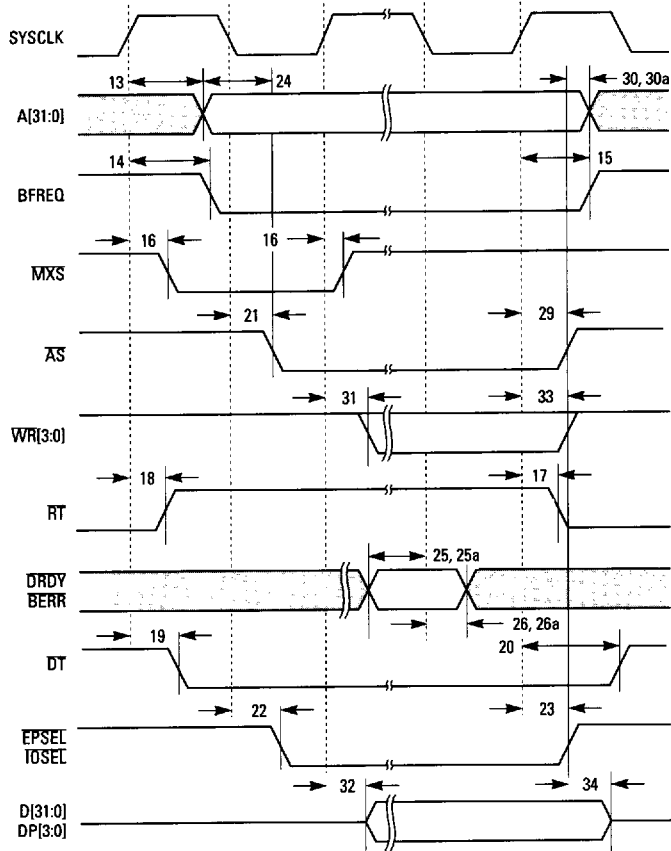 SYSCLK
13 24 30, 30a
A[31:0]
14 15
BFREQ
16 16
MXS
21 29
AS
31 33
WR[3:0]
18 17
RT
25, 25a
DRDY
BERR
26, 26a
19 20
DT
22 23
EPSEL
IOSEL
32 34
D[31:0]
DP[3:0]